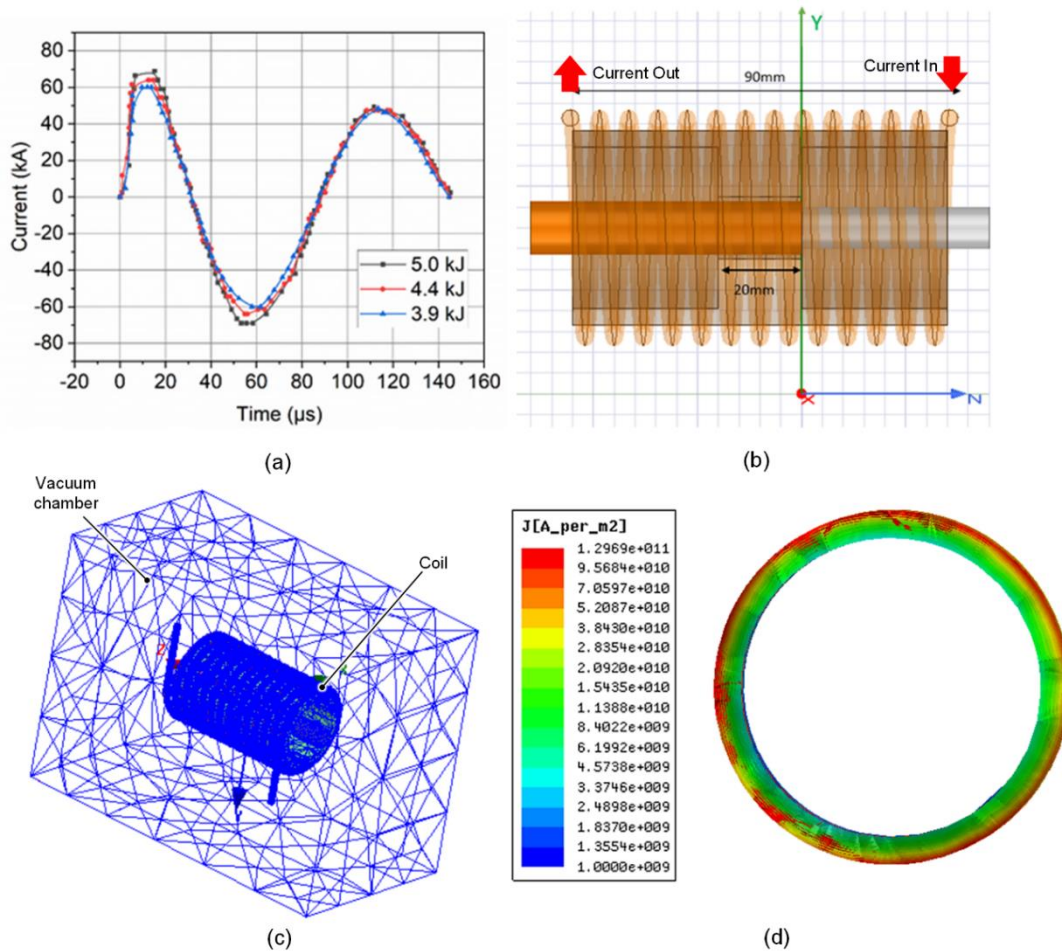 80
60
40
20
0
-20
-40
-60
-80
Current (kA)
5.0 kJ
4.4 kJ
3.9 kJ
-20 0 20 40 60 80 100 120 140 160
Time (µs)
(a)
Y
Current Out
Current In
90mm
20mm
X
Z
(b)
Vacuum
chamber
Coil
Z
(c)
J[A_per_m2]
1.2969e+011
9.5684e+010
7.0597e+010
5.2087e+010
3.8430e+010
2.8354e+010
2.0920e+010
1.5435e+010
1.1388e+010
8.4022e+009
6.1992e+009
4.5738e+009
3.3746e+009
2.4898e+009
1.8370e+009
1.3554e+009
1.0000e+009
(d)